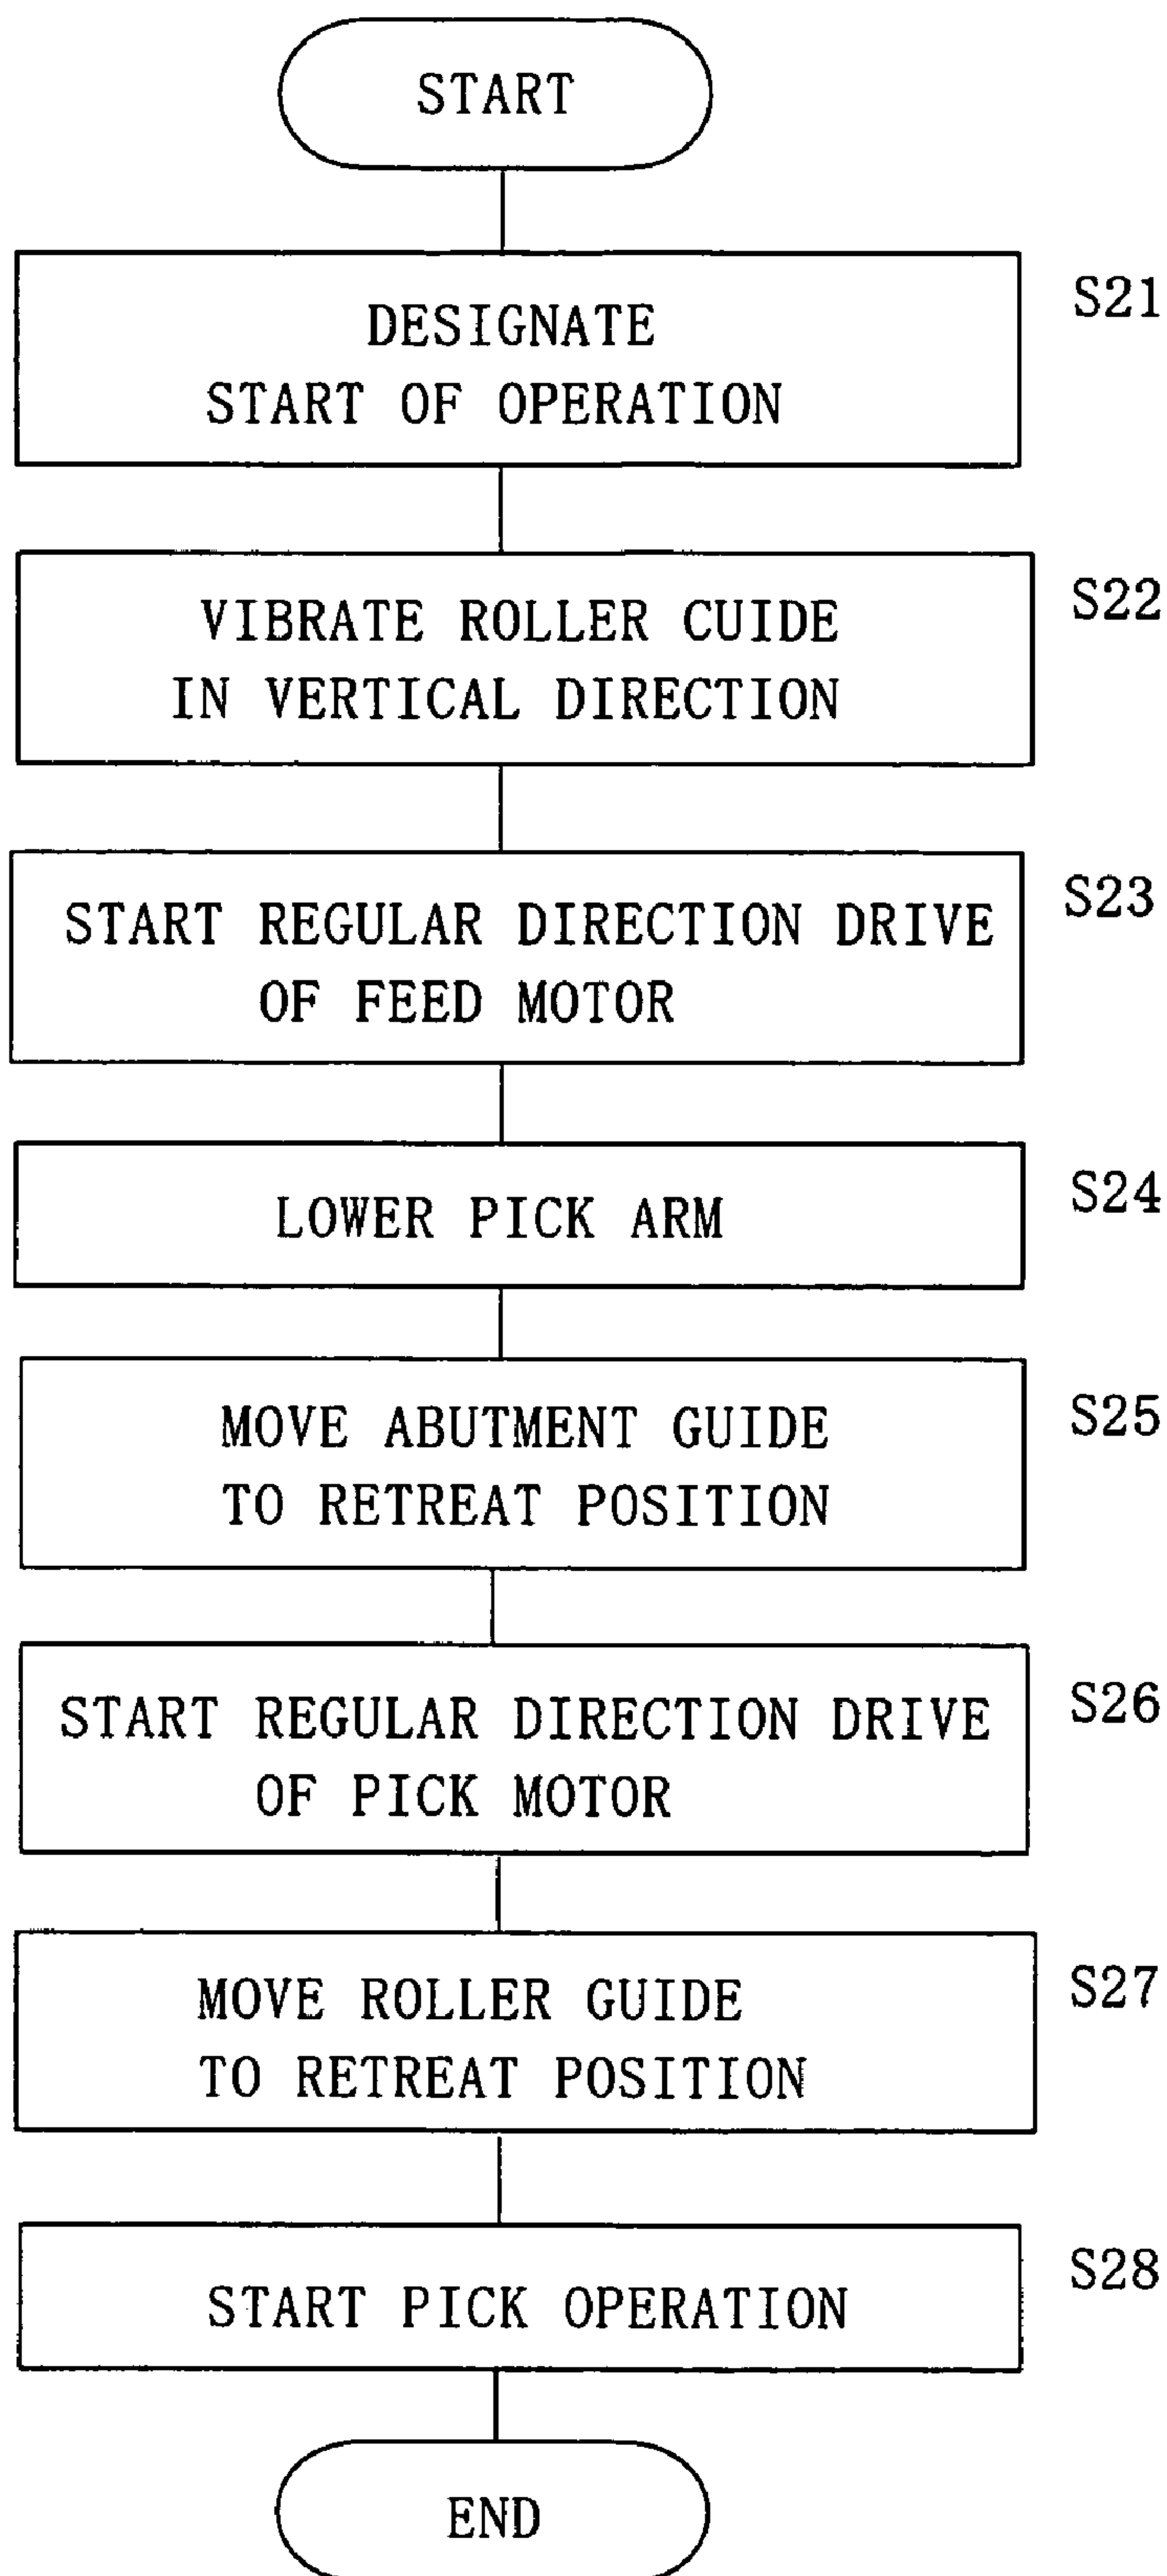 START
DESIGNATE
START OF OPERATION
S21
VIBRATE ROLLER CUIDE
IN VERTICAL DIRECTION
S22
START REGULAR DIRECTION DRIVE
OF FEED MOTOR
S23
LOWER PICK ARM
S24
MOVE ABUTMENT GUIDE
TO RETREAT POSITION
S25
START REGULAR DIRECTION DRIVE
OF PICK MOTOR
S26
MOVE ROLLER GUIDE
TO RETREAT POSITION
S27
START PICK OPERATION
S28
END